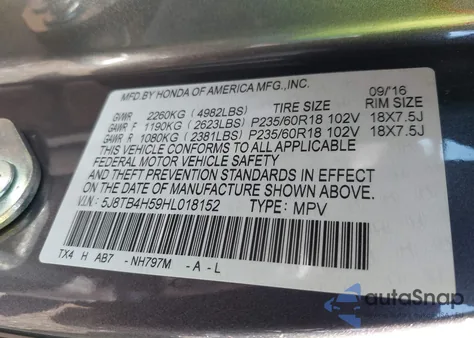 MFD.BY HONDA OF AMERICA MFG.,INC. 09/16
GVWR 2260KG (4982LBS) TIRE SIZE RIM SIZE
GAWR F 1190KG (2623LBS) P235/60R18 102V 18X7.5J
GAWR R 1080KG (2381LBS) P235/60R18 102V 18X7.5J
THIS VEHICLE CONFORMS TO ALL APPLICABLE
FEDERAL MOTOR VEHICLE SAFETY
AND THEFT PREVENTION STANDARDS IN EFFECT
ON THE DATE OF MANUFACTURE SHOWN ABOVE.
VIN: 5J8TB4H59HL018152 TYPE: MPV
TX4 H AB7 -NH797M -A-L
autoSnap